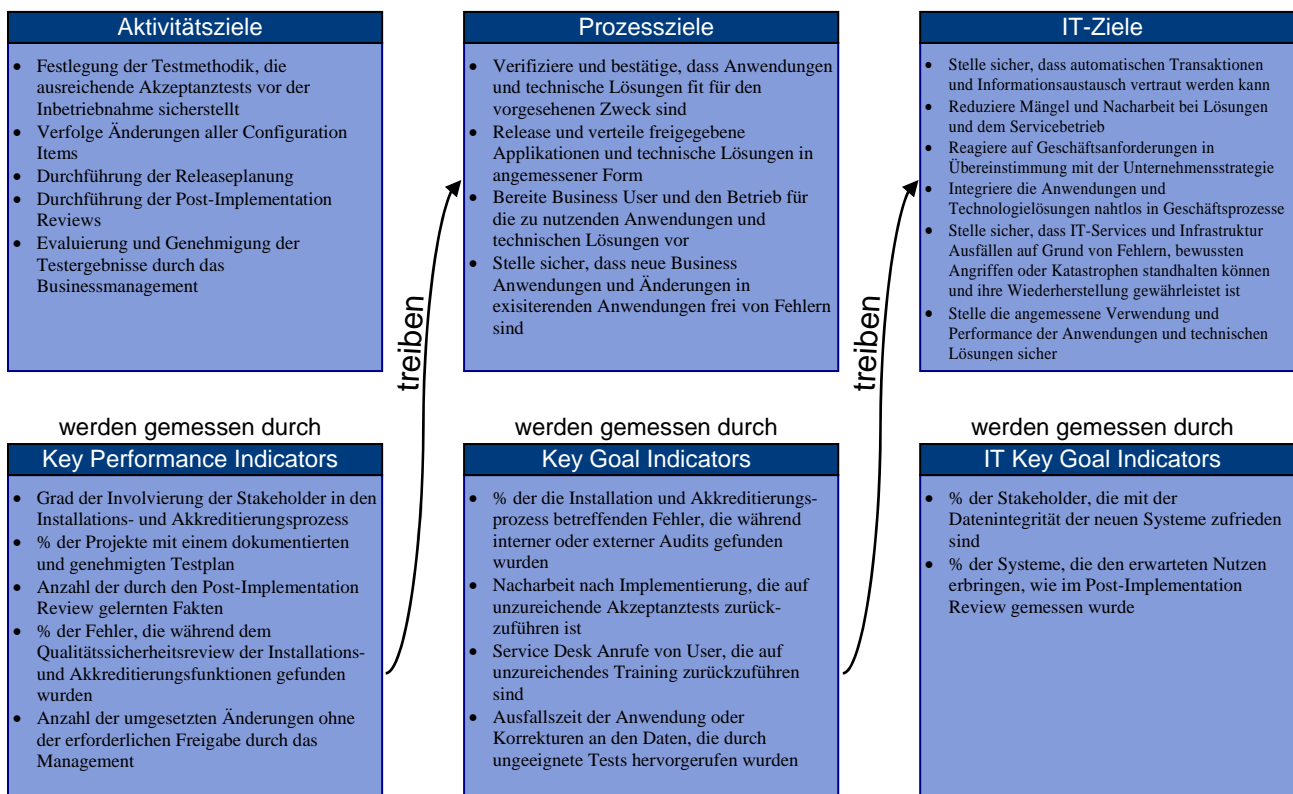 Aktivitätsziele
• Festlegung der Testmethodik, die
ausreichende Akzeptanztests vor der
Inbetriebnahme sicherstellt
• Verfolge Änderungen aller Configuration
Items
• Durchführung der Releaseplanung
• Durchführung der Post-Implementation
Reviews
• Evaluierung und Genehmigung der
Testergebnisse durch das
Businessmanagement
werden gemessen durch
Key Performance Indicators
• Grad der Involvierung der Stakeholder in den
Installations- und Akkreditierungsprozess
• % der Projekte mit einem dokumentierten
und genehmigten Testplan
• Anzahl der durch den Post-Implementation
Review gelernten Fakten
• % der Fehler, die während dem
Qualitätssicherheitsreview der Installations-
und Akkreditierungsfunktionen gefunden
wurden
• Anzahl der umgesetzten Änderungen ohne
der erforderlichen Freigabe durch das
Management
treiben
Prozessziele
• Verifiziere und bestätige, dass Anwendungen
und technische Lösungen fit für den
vorgesehenen Zweck sind
• Release und verteile freigegebene
Applikationen und technische Lösungen in
angemessener Form
• Bereite Business User und den Betrieb für
die zu nutzenden Anwendungen und
technischen Lösungen vor
• Stelle sicher, dass neue Business
Anwendungen und Änderungen in
exisiterenden Anwendungen frei von Fehlern
sind
werden gemessen durch
Key Goal Indicators
• % der die Installation und Akkreditierungs-
prozess betreffenden Fehler, die während
interner oder externer Audits gefunden
wurden
• Nacharbeit nach Implementierung, die auf
unzureichende Akzeptanztests zurück-
zuführen ist
• Service Desk Anrufe von User, die auf
unzureichendes Training zurückzuführen
sind
• Ausfallszeit der Anwendung oder
Korrekturen an den Daten, die durch
ungeeignete Tests hervorgerufen wurden
treiben
IT-Ziele
• Stelle sicher, dass automatischen Transaktionen
und Informationsaustausch vertraut werden kann
• Reduziere Mängel und Nacharbeit bei Lösungen
und dem Servicebetrieb
• Reagiere auf Geschäftsanforderungen in
Übereinstimmung mit der Unternehmensstrategie
• Integriere die Anwendungen und
Technologielösungen nahtlos in Geschäftsprozesse
• Stelle sicher, dass IT-Services und Infrastruktur
Ausfällen auf Grund von Fehlern, bewussten
Angriffen oder Katastrophen standhalten können
und ihre Wiederherstellung gewährleistet ist
• Stelle die angemessene Verwendung und
Performance der Anwendungen und technischen
Lösungen sicher
werden gemessen durch
IT Key Goal Indicators
• % der Stakeholder, die mit der
Datenintegrität der neuen Systeme zufrieden
sind
• % der Systeme, die den erwarteten Nutzen
erbringen, wie im Post-Implementation
Review gemessen wurde